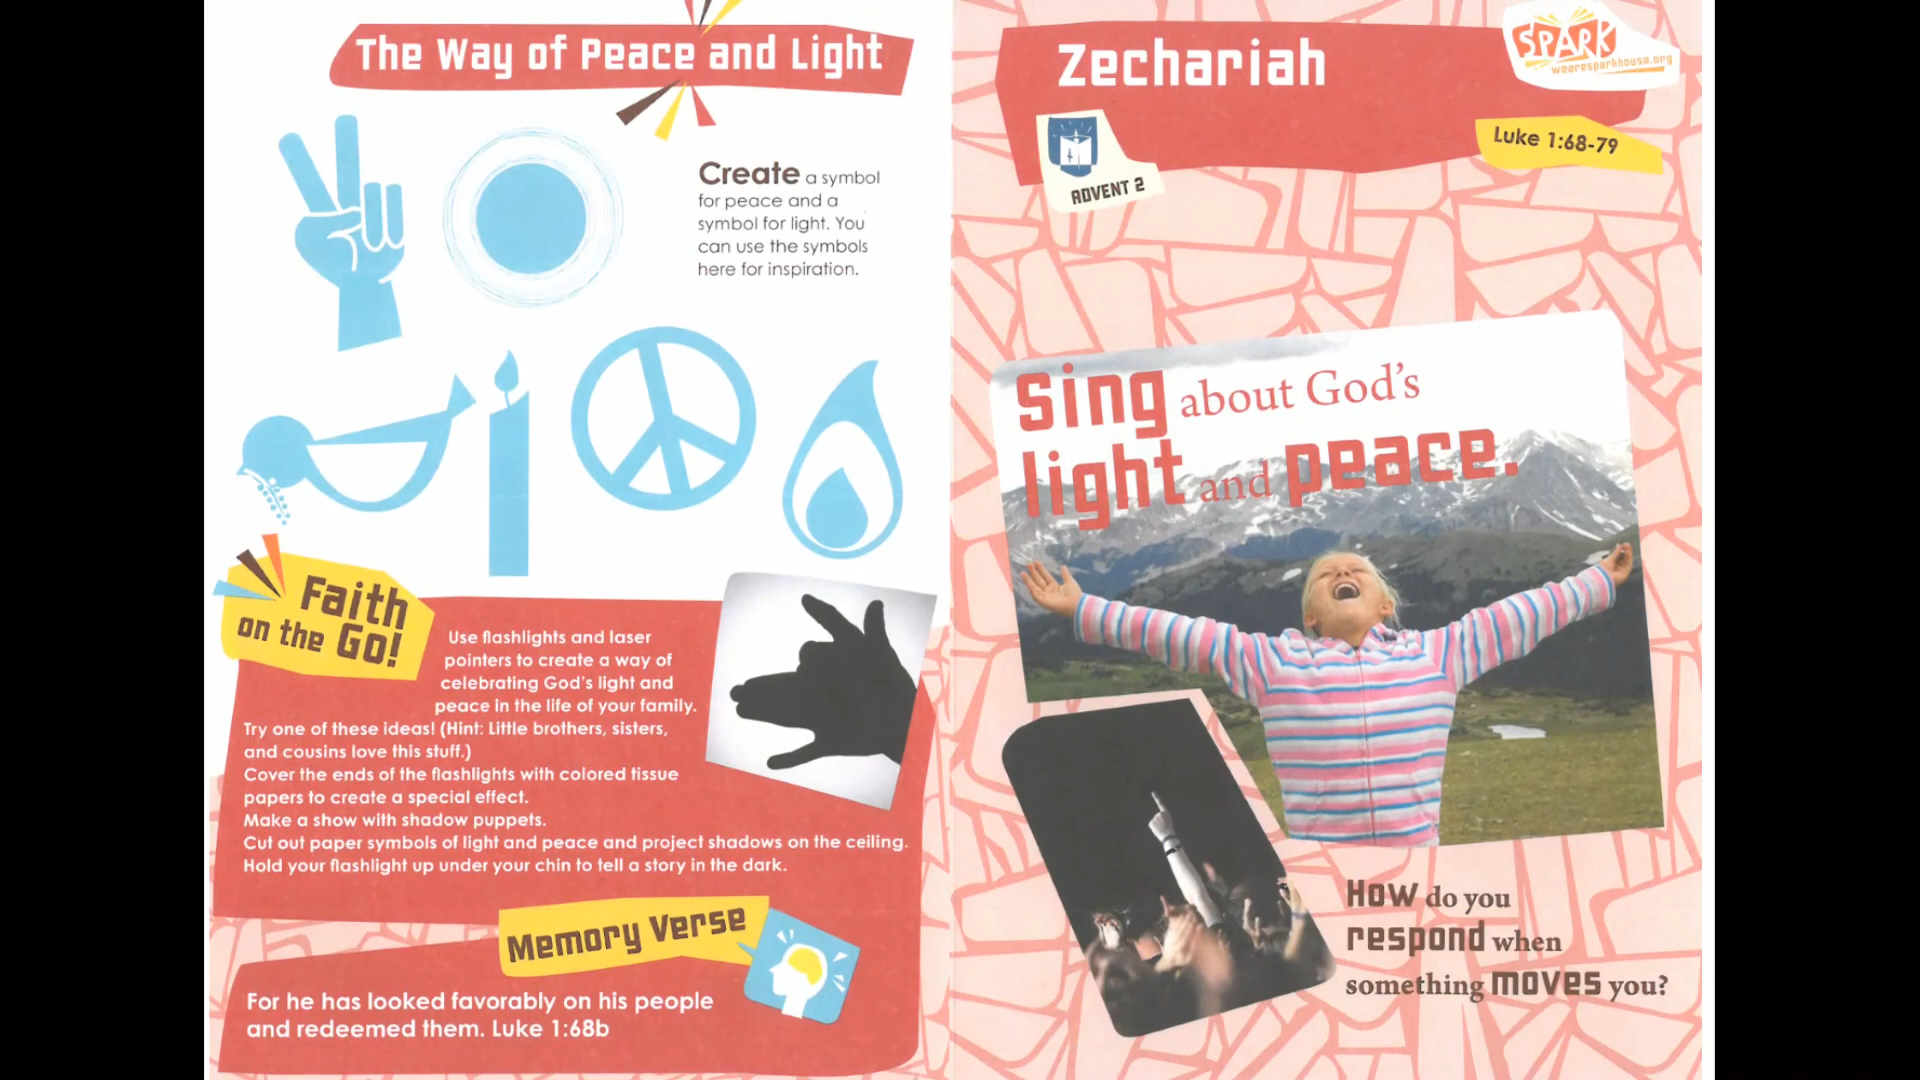 The Way of Peace and Light
Create a symbol
for peace and a
symbol for light. You
can use the symbols
here for inspiration.
Faith
on the Go!
Use flashlights and laser
pointers to create a way of
celebrating God's light and
peace in the life of your family.
Try one of these ideas! (Hint: Little brothers, sisters,
and cousins love this stuff.)
Cover the ends of the flashlights with colored tissue
papers to create a special effect.
Make a show with shadow puppets.
Cut out paper symbols of light and peace and project shadows on the ceiling.
Hold your flashlight up under your chin to tell a story in the dark.
Memory Verse
For he has looked favorably on his people
and redeemed them. Luke 1:68b
Zechariah
SPARK
wearesparkhouse.org
Luke 1:68-79
ADVENT 2
Sing about God's
light and peace.
How do you
respond when
something moves you?